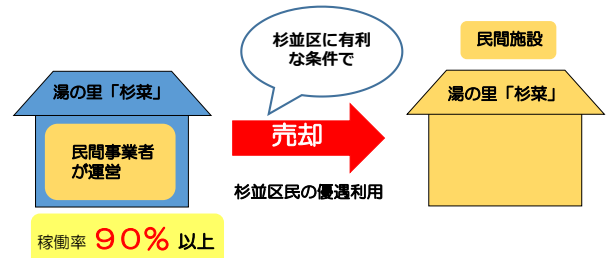 湯の里「杉菜」
民間事業者
が運営
稼働率 90% 以上
杉並区に有利
な条件で
売却
杉並区民の優遇利用
民間施設
湯の里「杉菜」